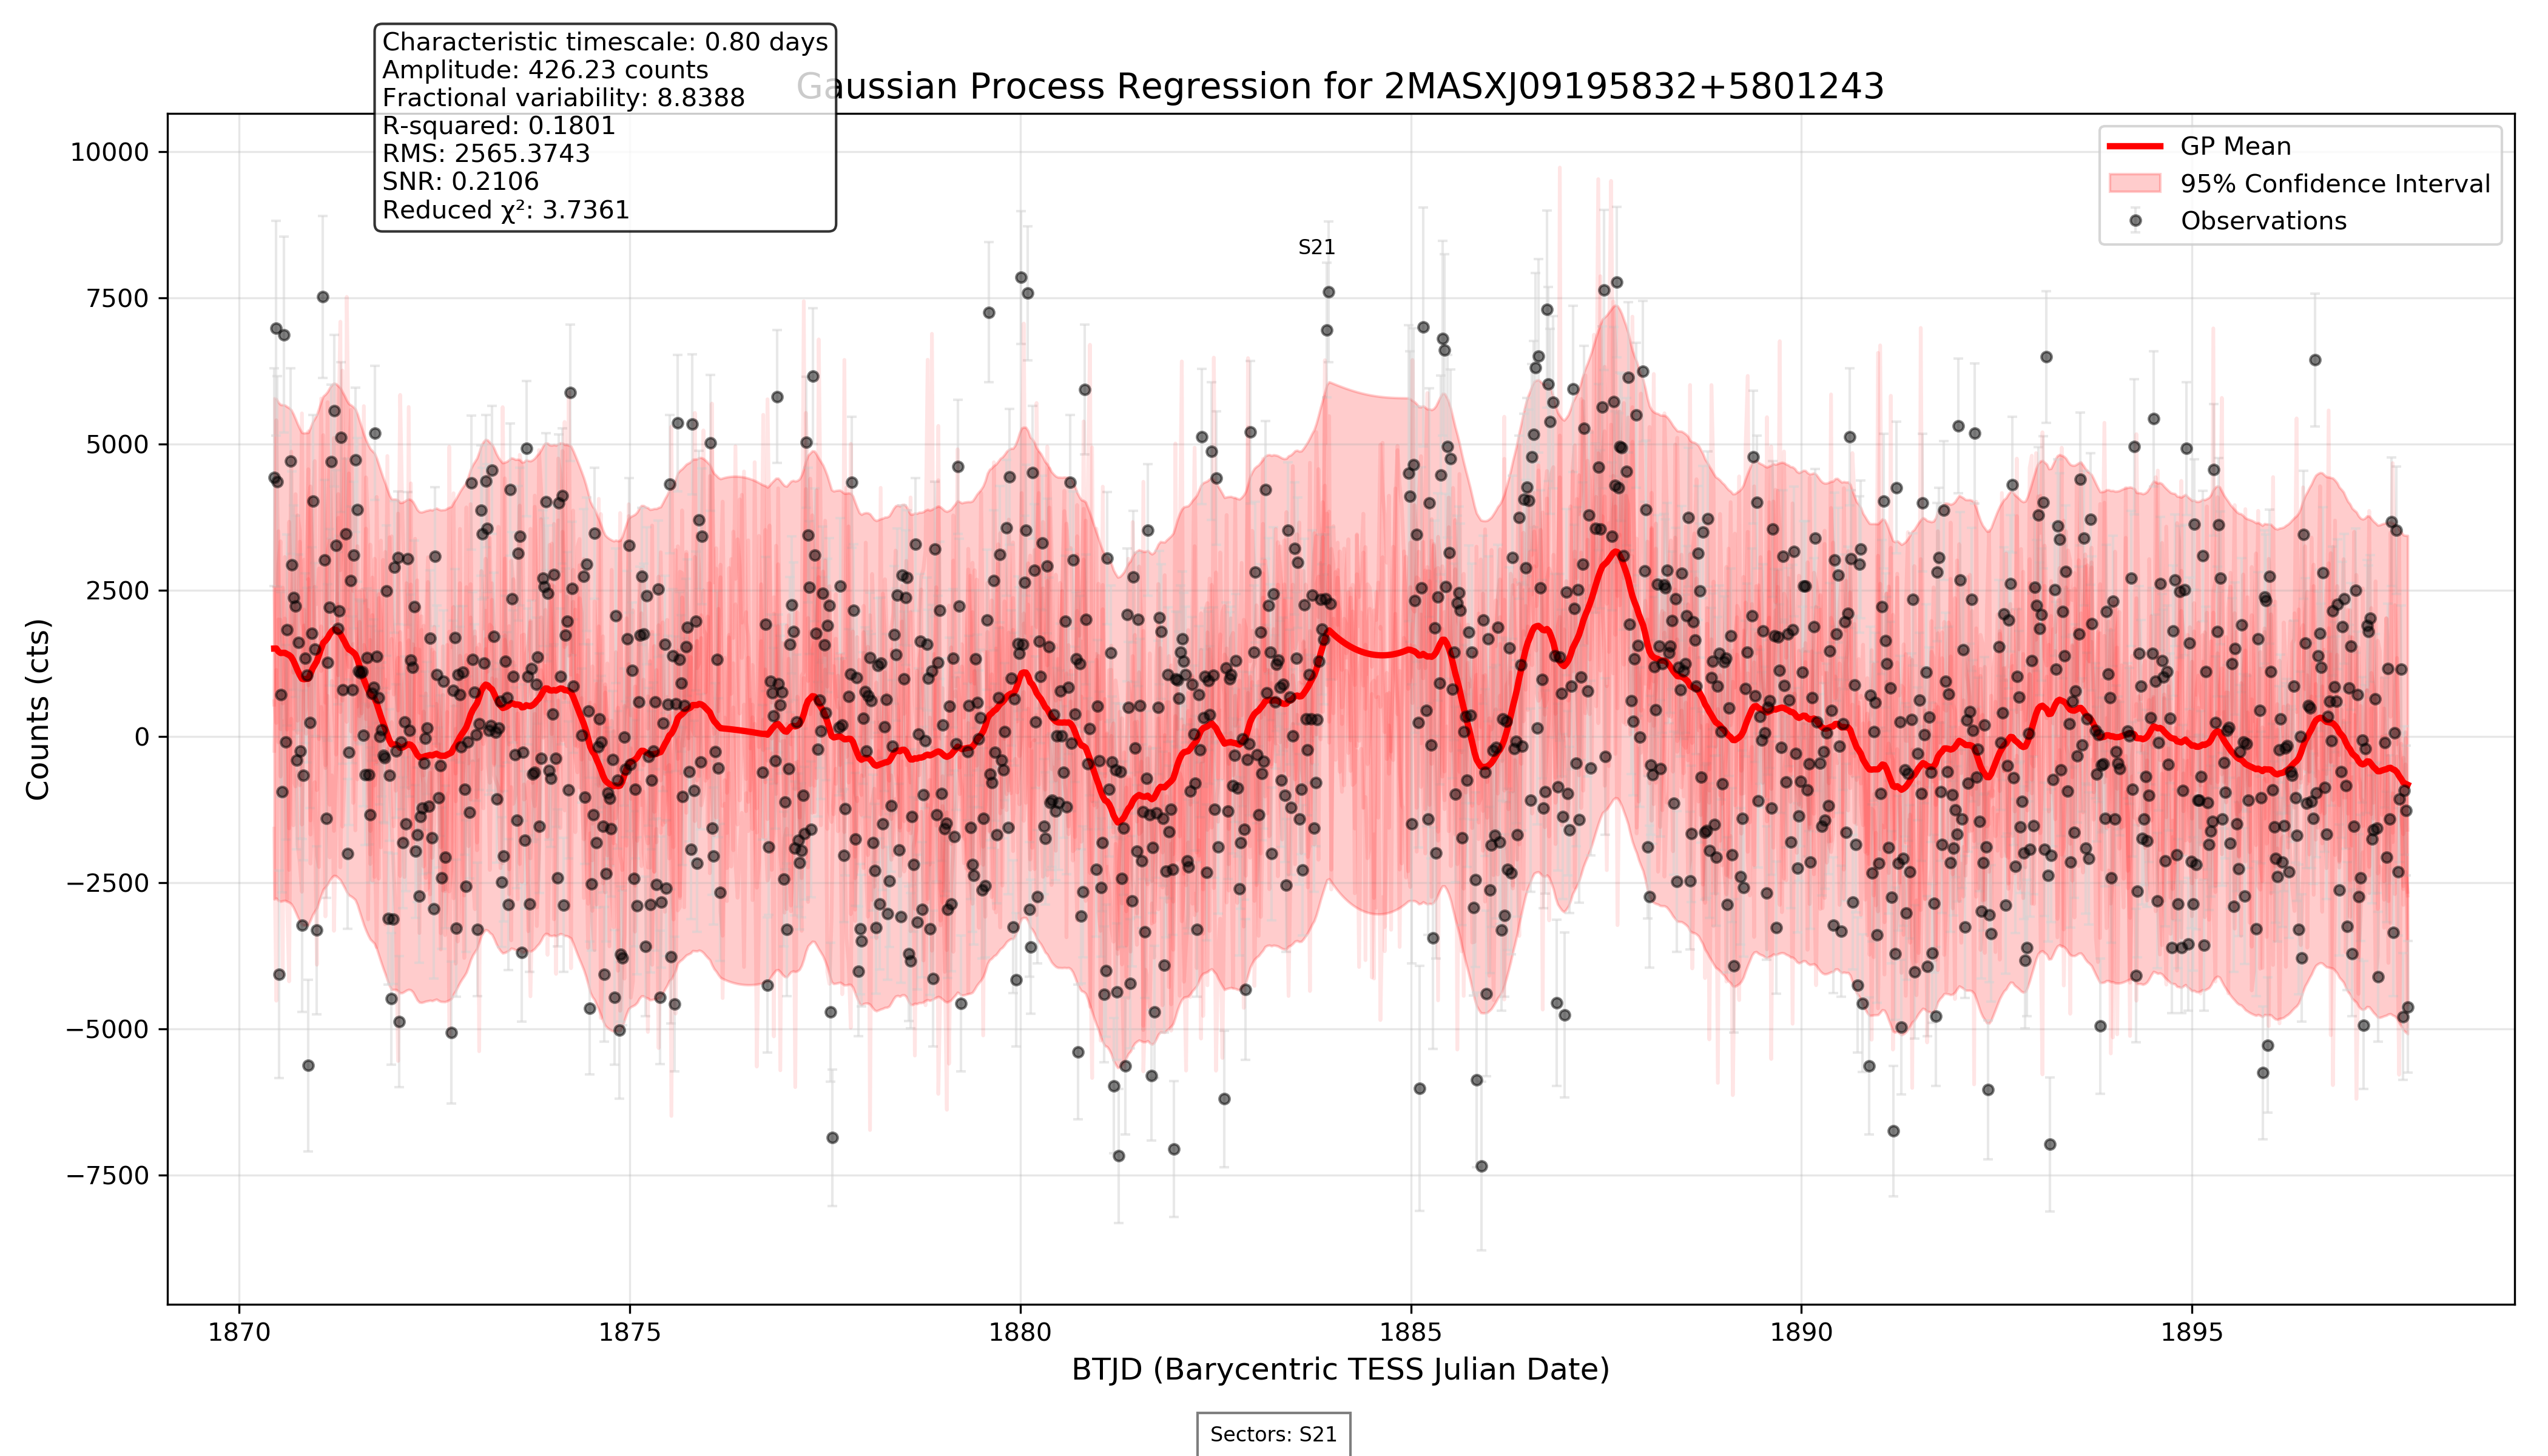 Characteristic timescale: 0.80 days
Amplitude: 426.23 counts
Fractional variability: 8.8388
R-squared: 0.1801
RMS: 2565.3743
SNR: 0.2106
Reduced χ²: 3.7361
Gaussian Process Regression for 2MASXJ09195832+5801243
GP Mean
95% Confidence Interval
Observations
S21
Counts (cts)
10000
7500
5000
2500
0
−2500
−5000
−7500
1870
1875
1880
1885
1890
1895
BTJD (Barycentric TESS Julian Date)
Sectors: S21